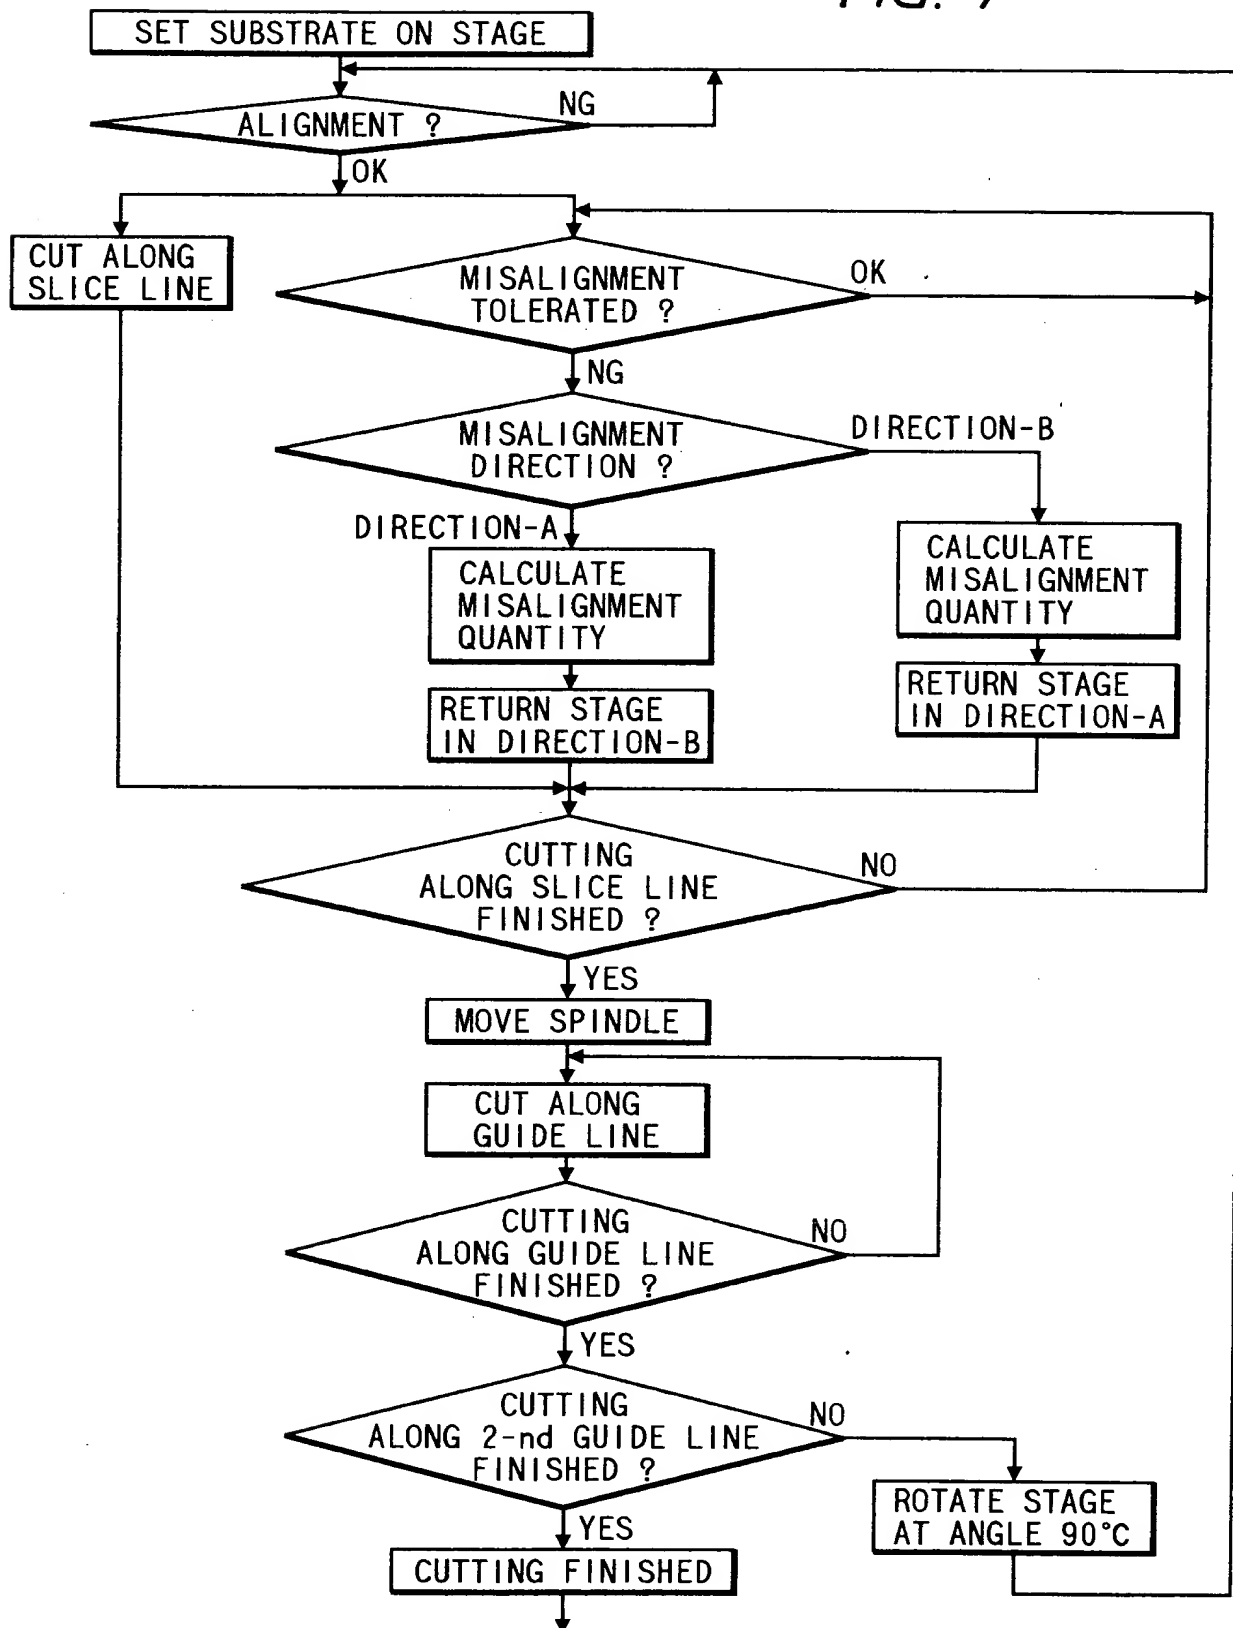 SET SUBSTRATE ON STAGE
ALIGNMENT ?
NG
OK
CUT ALONG
SLICE LINE
MISALIGNMENT
TOLERATED ?
OK
NG
MISALIGNMENT
DIRECTION ?
DIRECTION-B
DIRECTION-A
CALCULATE
MISALIGNMENT
QUANTITY
CALCULATE
MISALIGNMENT
QUANTITY
RETURN STAGE
IN DIRECTION-B
RETURN STAGE
IN DIRECTION-A
CUTTING
ALONG SLICE LINE
FINISHED ?
NO
YES
MOVE SPINDLE
CUT ALONG
GUIDE LINE
CUTTING
ALONG GUIDE LINE
FINISHED ?
NO
YES
CUTTING
ALONG 2-nd GUIDE LINE
FINISHED ?
NO
ROTATE STAGE
AT ANGLE 90°C
YES
CUTTING FINISHED